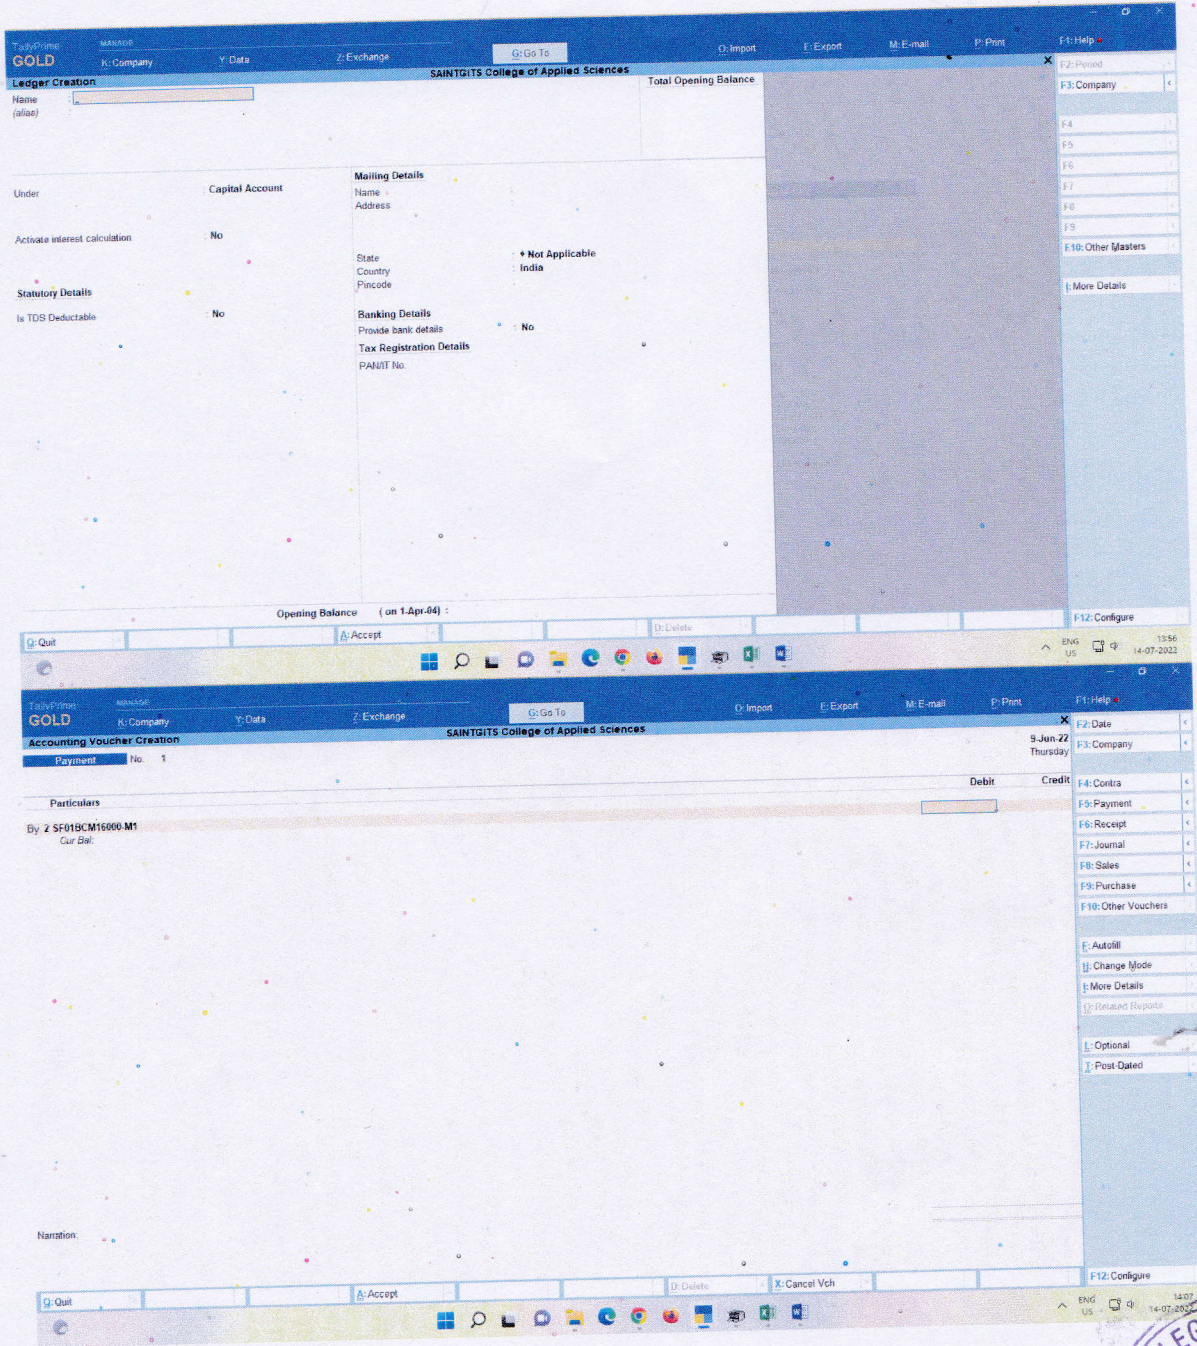 TallyPrime
GOLD
MANAGE
K: Company
Y: Data
Z: Exchange
G: Go To
O: Import
E: Export
M: E-mail
P: Print
F1: Help
Ledger Creation
SAINTGITS College of Applied Sciences
Name :
(alias) :
Total Opening Balance
Under : Capital Account
Activate interest calculation : No
Statutory Details
Is TDS Deductable : No
Mailing Details
Name :
Address
State : ♦ Not Applicable
Country : India
Pincode
Banking Details
Provide bank details : No
Tax Registration Details
PAN/IT No.
Opening Balance ( on 1-Apr-04) :
F2: Period
F3: Company
F4
F5
F6
F7
F8
F9
F10: Other Masters
I: More Details
F12: Configure
Q: Quit
A: Accept
D: Delete
ENG
US
13:56
14-07-2022
TallyPrime
GOLD
MANAGE
K: Company
Y: Data
Z: Exchange
G: Go To
O: Import
E: Export
M: E-mail
P: Print
F1: Help
Accounting Voucher Creation
SAINTGITS College of Applied Sciences
Payment No. 1
9-Jun-22
Thursday
Particulars
Debit
Credit
By 2 SF01BCM16000-M1
Cur Bal:
Narration:
F2: Date
F3: Company
F4: Contra
F5: Payment
F6: Receipt
F7: Journal
F8: Sales
F9: Purchase
F10: Other Vouchers
F: Autofill
H: Change Mode
I: More Details
O: Related Reports
L: Optional
T: Post-Dated
F12: Configure
Q: Quit
A: Accept
D: Delete
X: Cancel Vch
ENG
US
14:07
14-07-2022